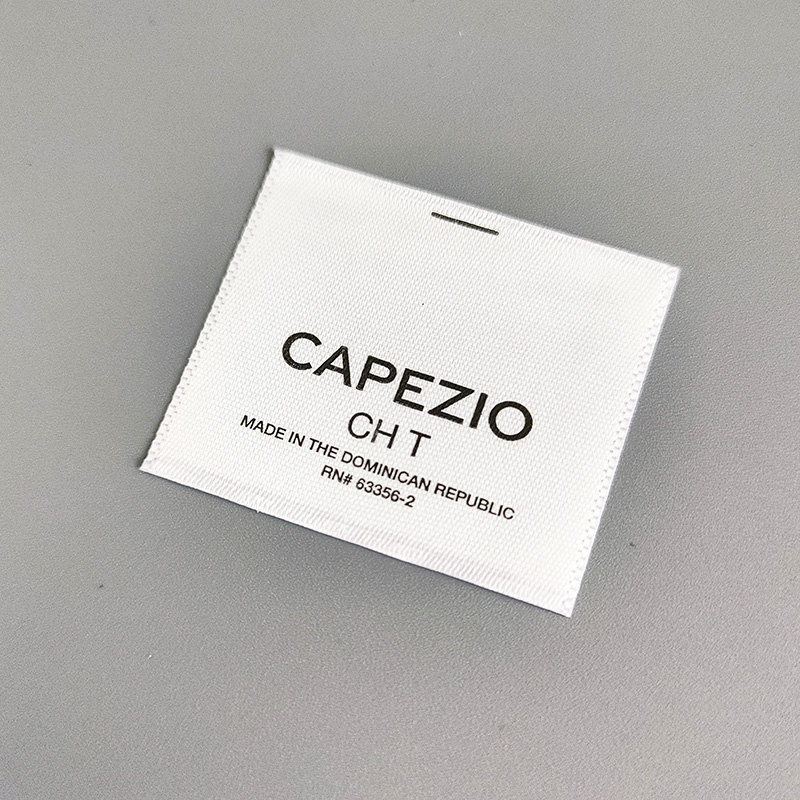 CAPEZIO
CH T
MADE IN THE DOMINICAN REPUBLIC
RN# 63356-2